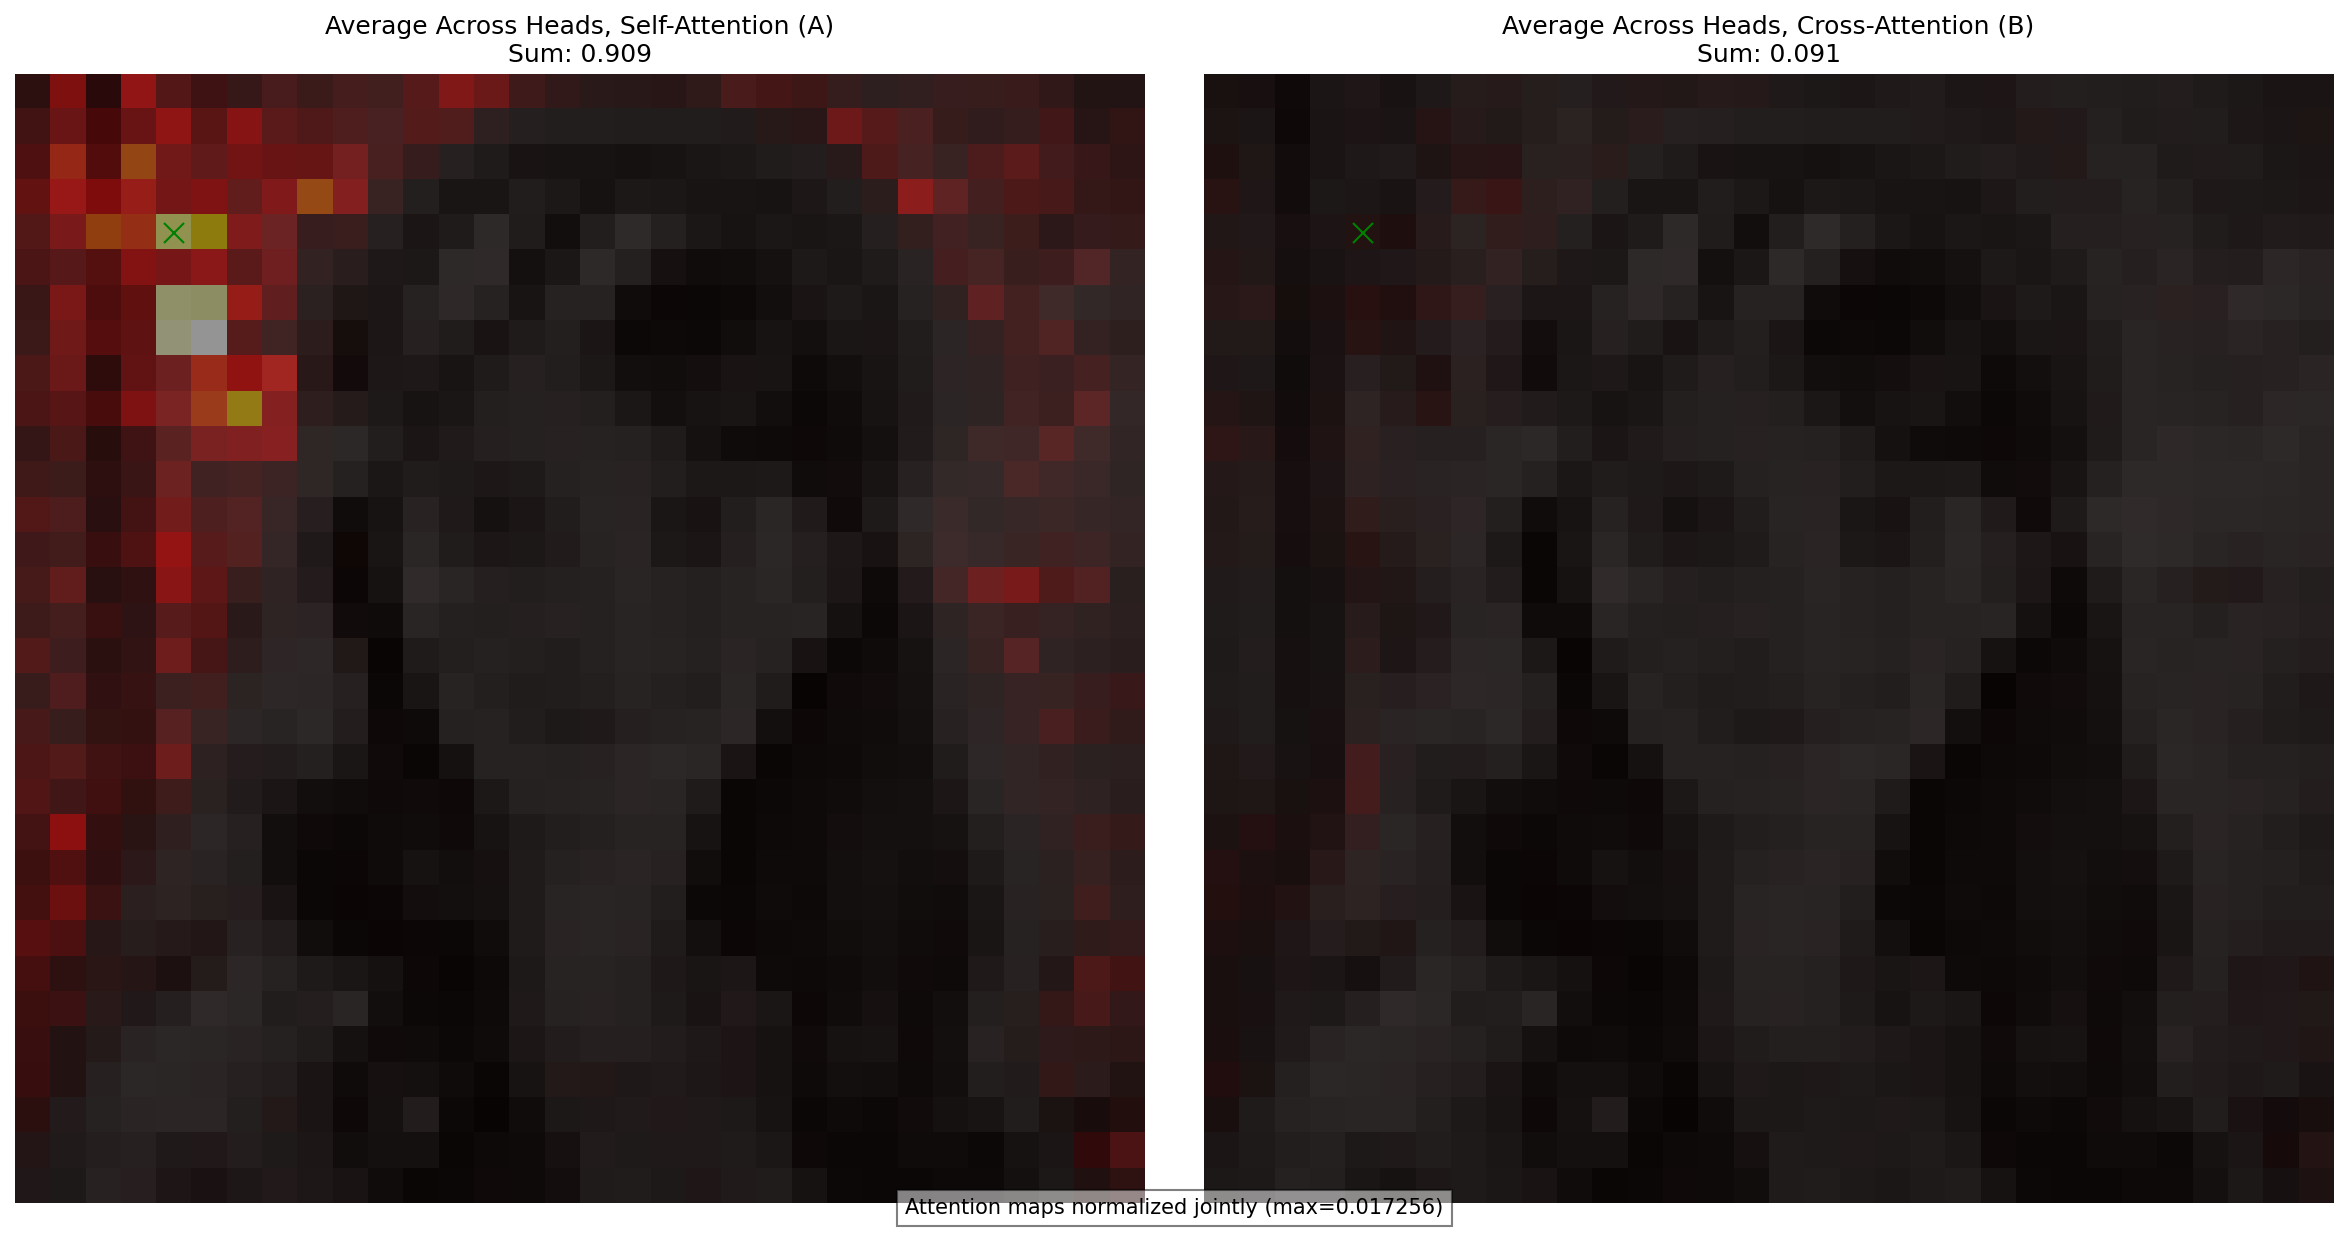 Average Across Heads, Self-Attention (A)
Sum: 0.909
Average Across Heads, Cross-Attention (B)
Sum: 0.091
Attention maps normalized jointly (max=0.017256)